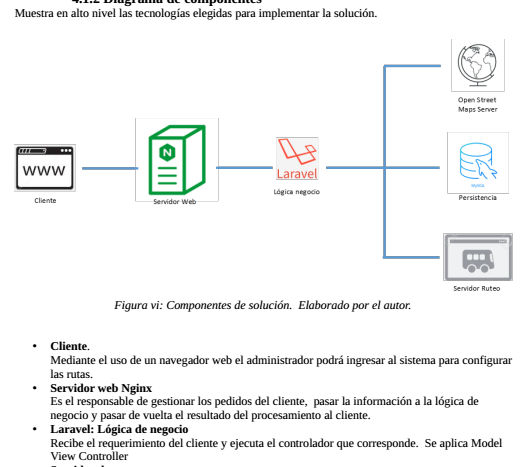 4.1.2 Diagrama de componentes
Muestra en alto nivel las tecnologías elegidas para implementar la solución.
Open Street
Maps Server
www
N
Laravel
MySQL
Cliente
Servidor Web
Lógica negocio
Persistencia
Servidor Ruteo
Figura vi: Componentes de solución. Elaborado por el autor.
• Cliente.
Mediante el uso de un navegador web el administrador podrá ingresar al sistema para configurar
las rutas.
• Servidor web Nginx
Es el responsable de gestionar los pedidos del cliente, pasar la información a la lógica de
negocio y pasar de vuelta el resultado del procesamiento al cliente.
• Laravel: Lógica de negocio
Recibe el requerimiento del cliente y ejecuta el controlador que corresponde. Se aplica Model
View Controller